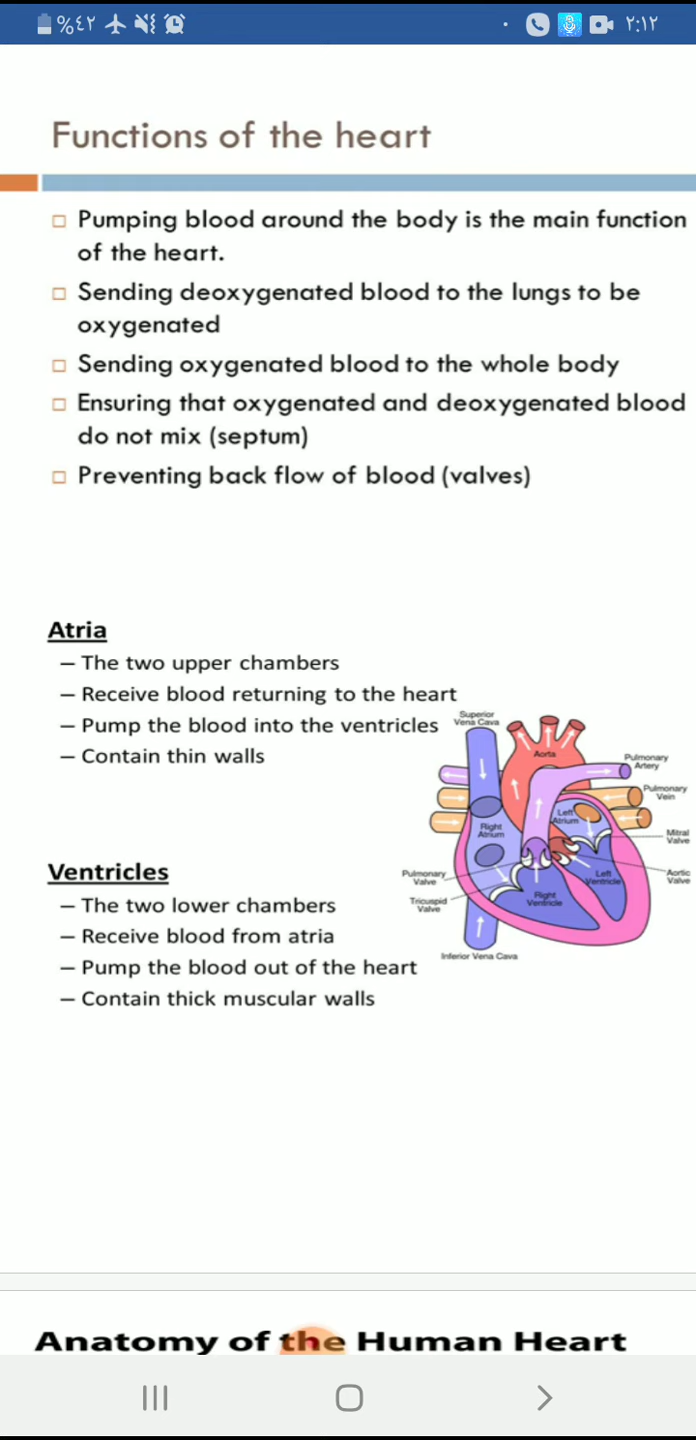 %٤٢
٢:١٢
Functions of the heart
Pumping blood around the body is the main function
of the heart.
Sending deoxygenated blood to the lungs to be
oxygenated
Sending oxygenated blood to the whole body
Ensuring that oxygenated and deoxygenated blood
do not mix (septum)
Preventing back flow of blood (valves)
Atria
– The two upper chambers
– Receive blood returning to the heart
– Pump the blood into the ventricles
– Contain thin walls
Superior
Vena Cava
Aorta
Pulmonary
Artery
Pulmonary
Vein
Left
Atrium
Right
Atrium
Mitral
Valve
Pulmonary
Valve
Left
Ventricle
Aortic
Valve
Tricuspid
Valve
Right
Ventricle
Inferior Vena Cava
Ventricles
– The two lower chambers
– Receive blood from atria
– Pump the blood out of the heart
– Contain thick muscular walls
Anatomy of the Human Heart